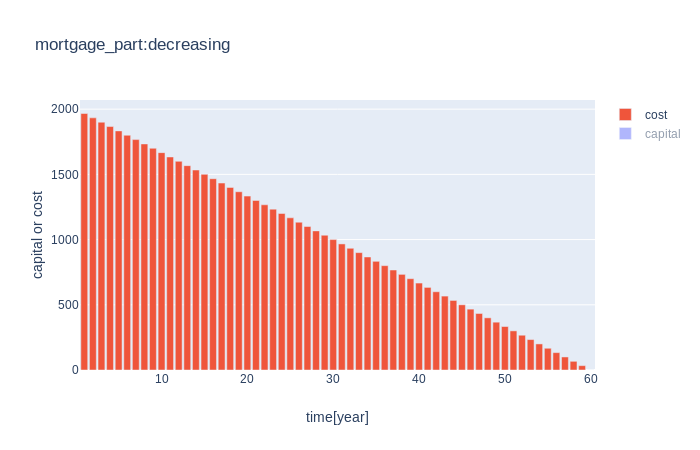 mortgage_part:decreasing
cost
capital
capital or cost
2000
1500
1000
500
0
10 20 30 40 50 60
time[year]